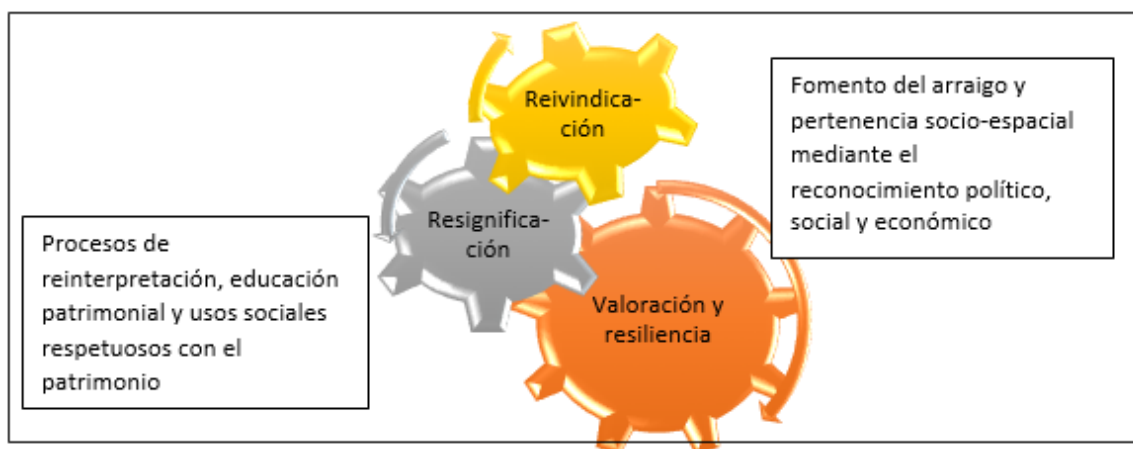 Reivindica-
ción
Fomento del arraigo y
pertenencia socio-espacial
mediante el
reconocimiento político,
social y económico
Resignifica-
ción
Procesos de
reinterpretación, educación
patrimonial y usos sociales
respetuosos con el
patrimonio
Valoración y
resiliencia